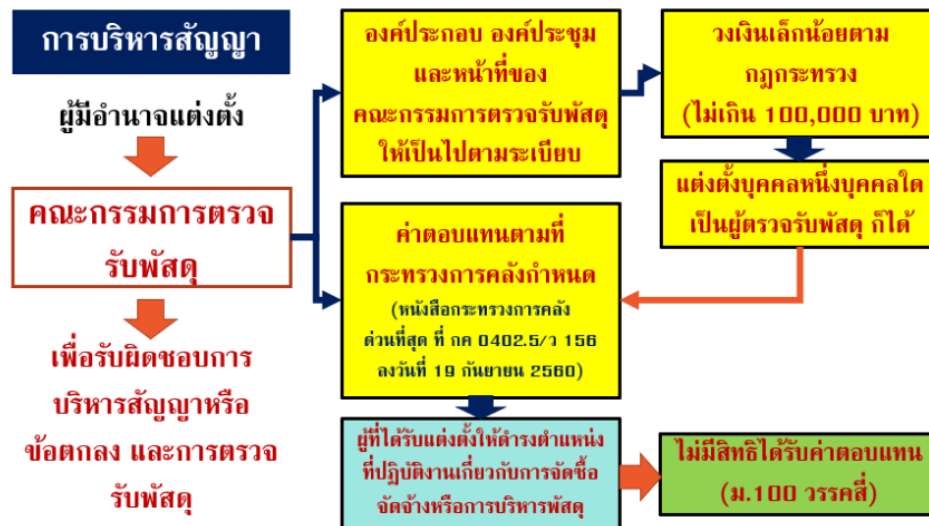 การบริหารสัญญา
ผู้มีอำนาจแต่งตั้ง
คณะกรรมการตรวจ
รับพัสดุ
เพื่อรับผิดชอบการ
บริหารสัญญาหรือ
ข้อตกลง และการตรวจ
รับพัสดุ
องค์ประกอบ องค์ประชุม
และหน้าที่ของ
คณะกรรมการตรวจรับพัสดุ
ให้เป็นไปตามระเบียบ
วงเงินเล็กน้อยตาม
กฎกระทรวง
(ไม่เกิน 100,000 บาท)
แต่งตั้งบุคคลหนึ่งบุคคลใด
เป็นผู้ตรวจรับพัสดุ ก็ได้
ค่าตอบแทนตามที่
กระทรวงการคลังกำหนด
(หนังสือกระทรวงการคลัง
ด่วนที่สุด ที่ กค 0402.5/ว 156
ลงวันที่ 19 กันยายน 2560)
ผู้ที่ได้รับแต่งตั้งให้ดำรงตำแหน่ง
ที่ปฏิบัติงานเกี่ยวกับการจัดซื้อ
จัดจ้างหรือการบริหารพัสดุ
ไม่มีสิทธิได้รับค่าตอบแทน
(ม.100 วรรคสี่)